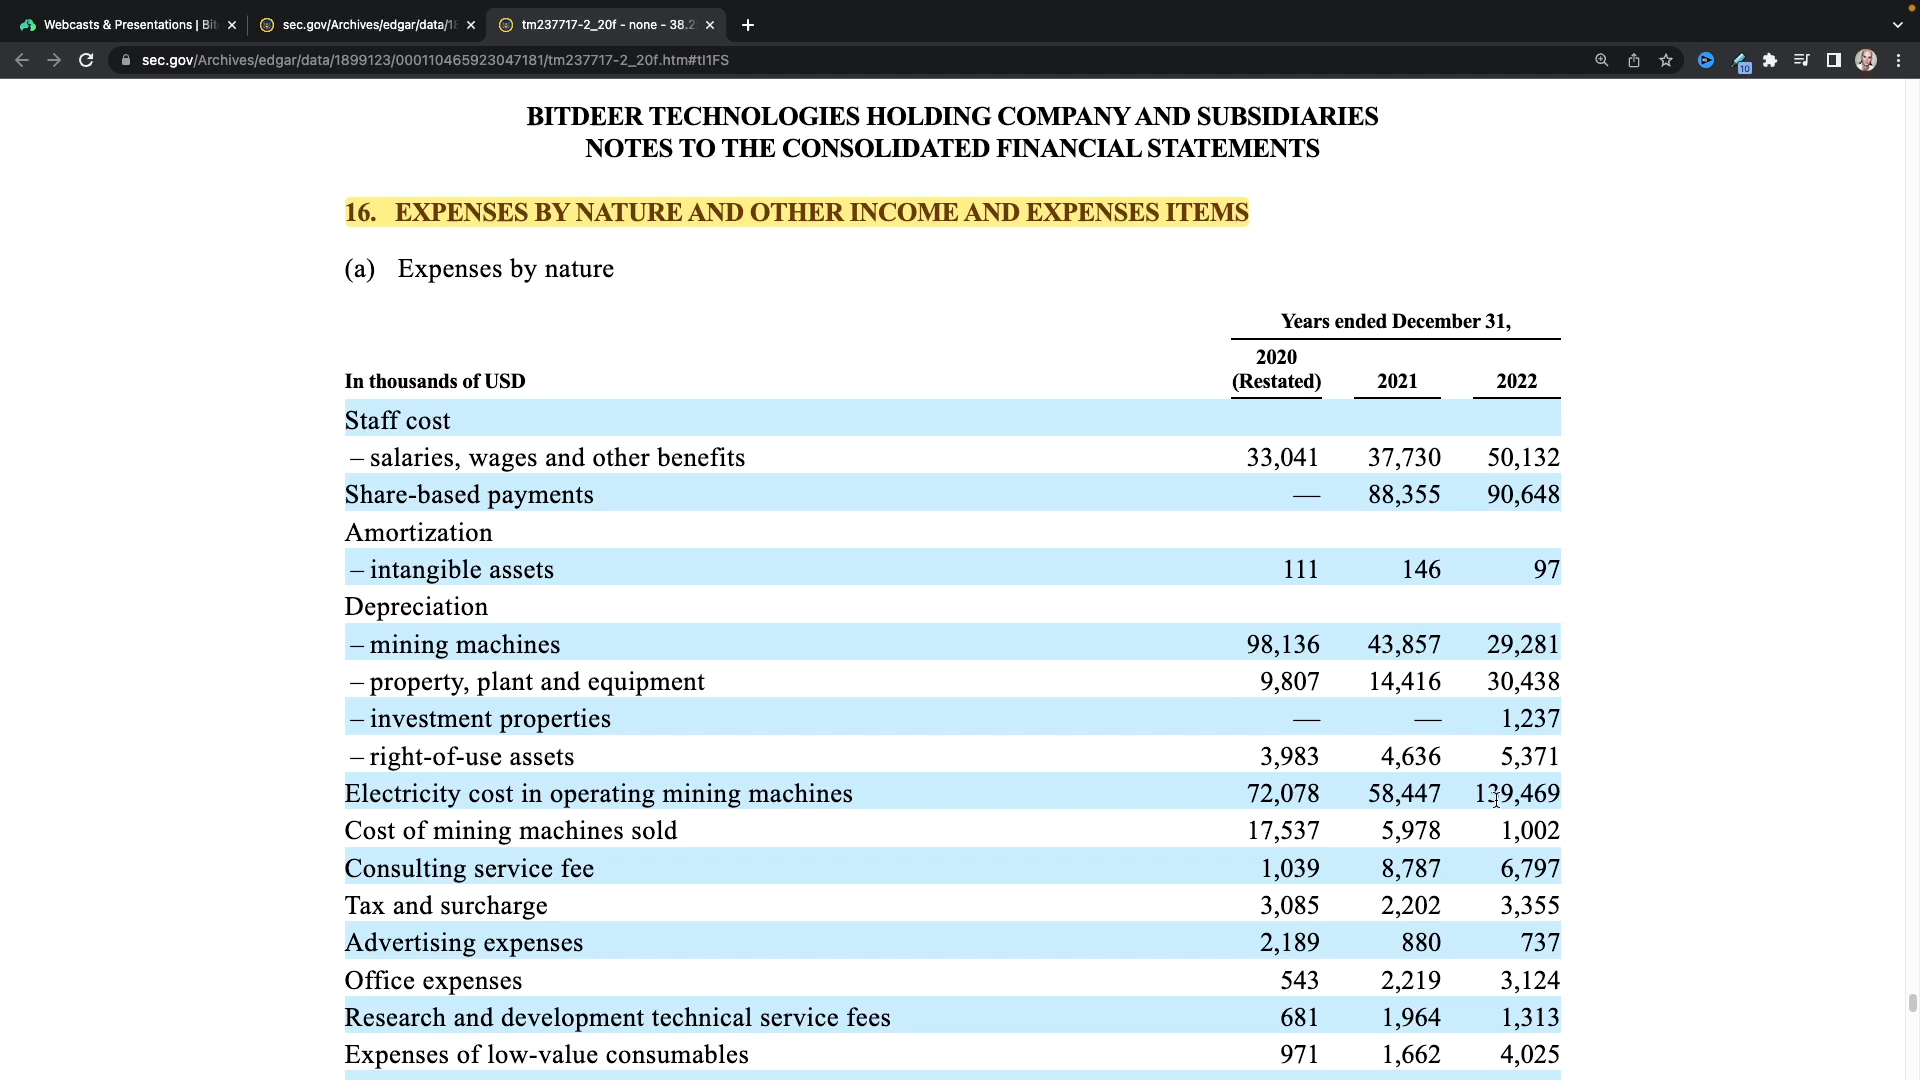 Webcasts & Presentations | Bit
sec.gov/Archives/edgar/data/18
tm237717-2_20f - none - 38.2
sec.gov/Archives/edgar/data/1899123/000110465923047181/tm237717-2_20f.htm#tI1FS
10
BITDEER TECHNOLOGIES HOLDING COMPANY AND SUBSIDIARIES
NOTES TO THE CONSOLIDATED FINANCIAL STATEMENTS
16. EXPENSES BY NATURE AND OTHER INCOME AND EXPENSES ITEMS
(a) Expenses by nature
Years ended December 31,
2020
In thousands of USD (Restated) 2021 2022
Staff cost
– salaries, wages and other benefits 33,041 37,730 50,132
Share-based payments — 88,355 90,648
Amortization
– intangible assets 111 146 97
Depreciation
– mining machines 98,136 43,857 29,281
– property, plant and equipment 9,807 14,416 30,438
– investment properties — — 1,237
– right-of-use assets 3,983 4,636 5,371
Electricity cost in operating mining machines 72,078 58,447 139,469
Cost of mining machines sold 17,537 5,978 1,002
Consulting service fee 1,039 8,787 6,797
Tax and surcharge 3,085 2,202 3,355
Advertising expenses 2,189 880 737
Office expenses 543 2,219 3,124
Research and development technical service fees 681 1,964 1,313
Expenses of low-value consumables 971 1,662 4,025